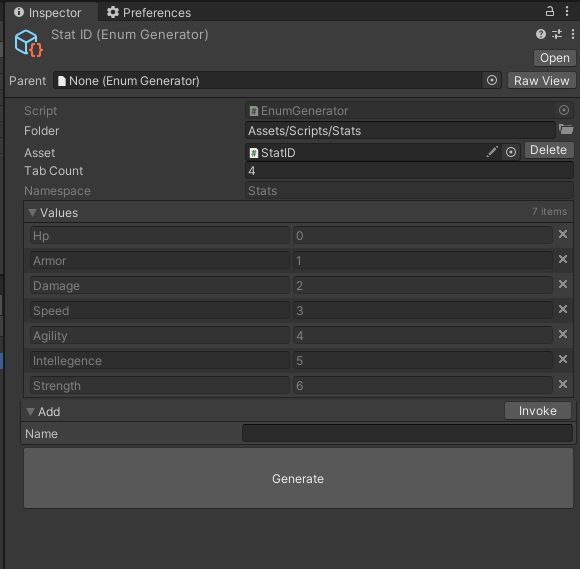 Inspector Preferences
Stat ID (Enum Generator)
Open
Parent None (Enum Generator) Raw View
Script EnumGenerator
Folder Assets/Scripts/Stats
Asset StatID Delete
Tab Count 4
Namespace Stats
Values 7 items
Hp 0
Armor 1
Damage 2
Speed 3
Agility 4
Intellegence 5
Strength 6
Add Invoke
Name
Generate